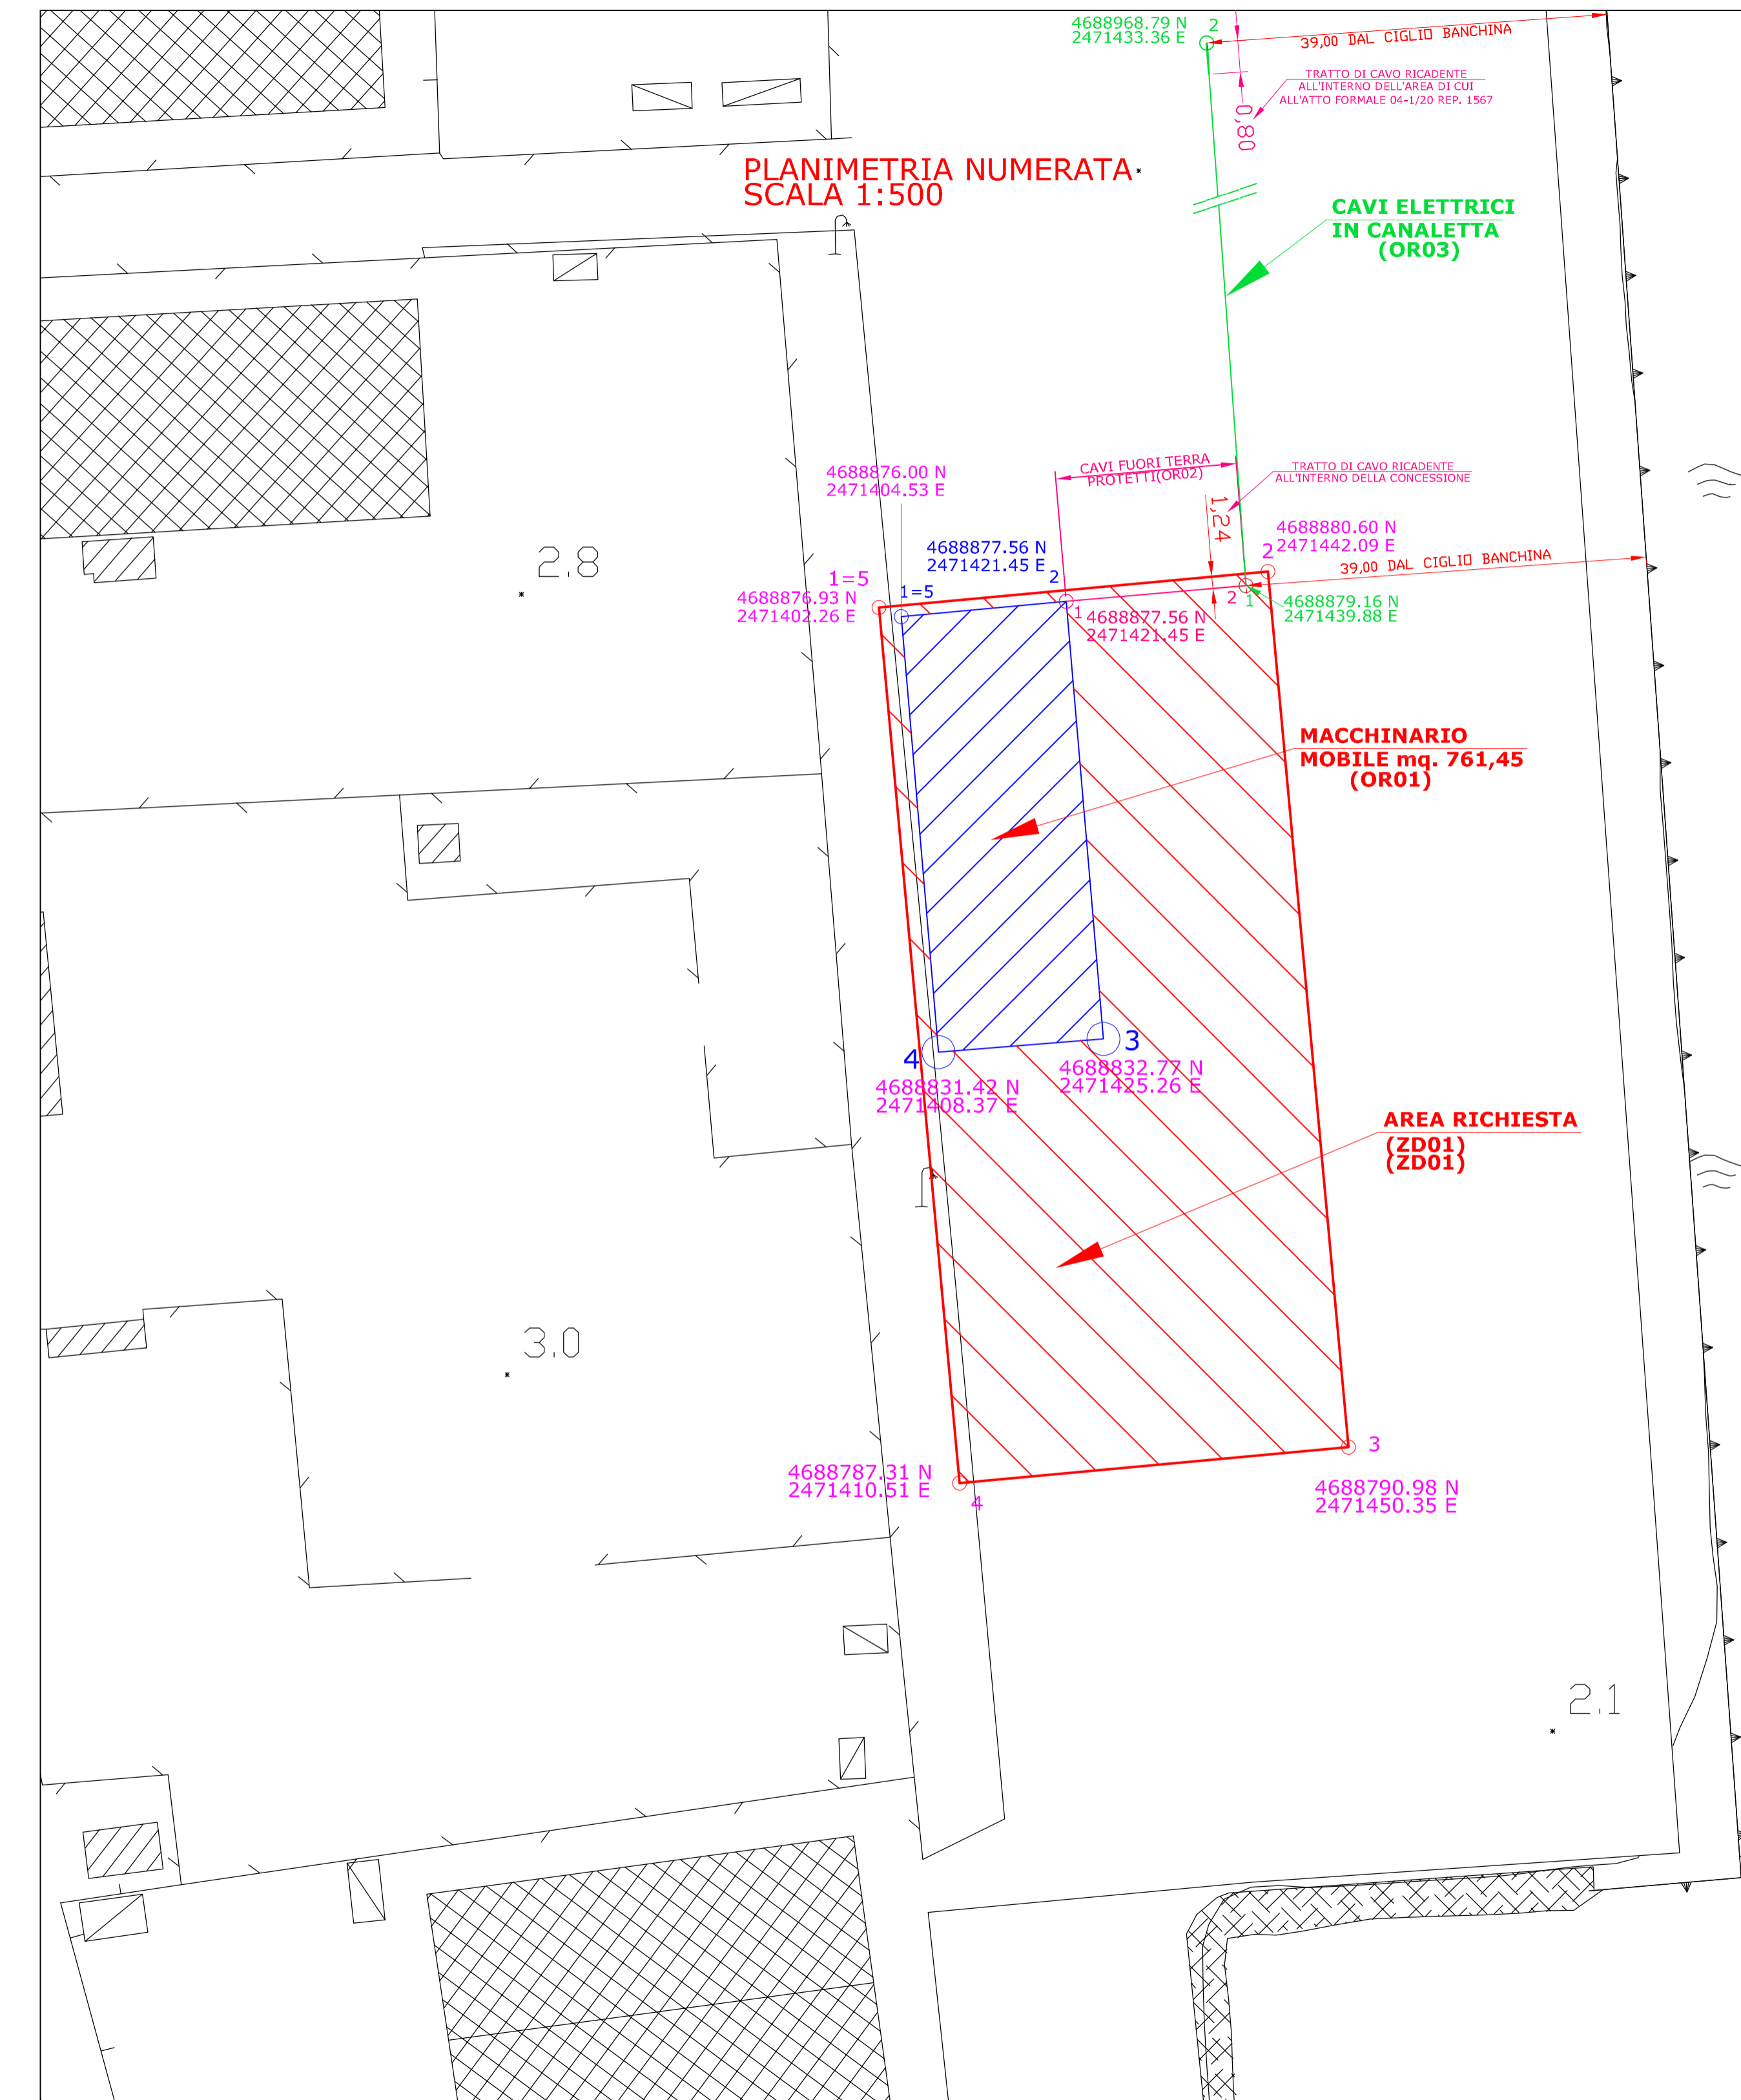 4688968.79 N
2471433.36 E
2
39,00 DAL CIGLIO BANCHINA
TRATTO DI CAVO RICADENTE
ALL'INTERNO DELL'AREA DI CUI
ALL'ATTO FORMALE 04-1/20 REP. 1567
0,80
PLANIMETRIA NUMERATA
SCALA 1:500
CAVI ELETTRICI
IN CANALETTA
(OR03)
CAVI FUORI TERRA
PROTETTI(OR02)
TRATTO DI CAVO RICADENTE
ALL'INTERNO DELLA CONCESSIONE
4688876.00 N
2471404.53 E
1,24
4688880.60 N
2471442.09 E
2
4688877.56 N
2471421.45 E
2
39,00 DAL CIGLIO BANCHINA
2.8
1=5
1=5
4688876.93 N
2471402.26 E
1
4688877.56 N
2471421.45 E
2
1
4688879.16 N
2471439.88 E
MACCHINARIO
MOBILE mq. 761,45
(OR01)
4
3
4688831.42 N
2471408.37 E
4688832.77 N
2471425.26 E
AREA RICHIESTA
(ZD01)
(ZD01)
3.0
3
4688787.31 N
2471410.51 E
4
4688790.98 N
2471450.35 E
2.1